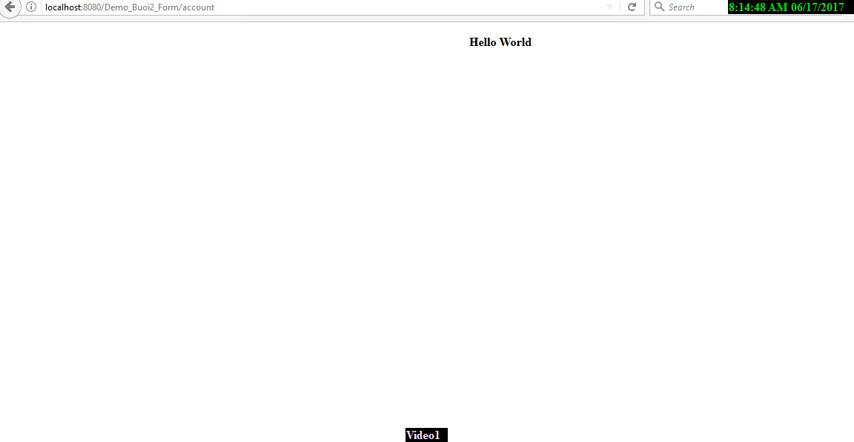 localhost:8080/Demo_Buoi2_Form/account
Search
8:14:48 AM 06/17/2017
Hello World
Video1